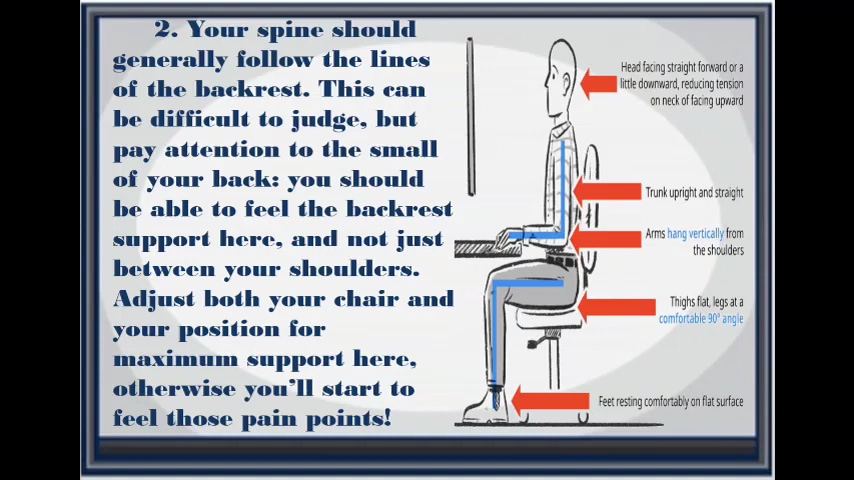 2. Your spine should
generally follow the lines
of the backrest. This can
be difficult to judge, but
pay attention to the small
of your back: you should
be able to feel the backrest
support here, and not just
between your shoulders.
Adjust both your chair and
your position for
maximum support here,
otherwise you'll start to
feel those pain points!
Head facing straight forward or a
little downward, reducing tension
on neck of facing upward
Trunk upright and straight
Arms hang vertically from
the shoulders
Thighs flat, legs at a
comfortable 90° angle
Feet resting comfortably on flat surface